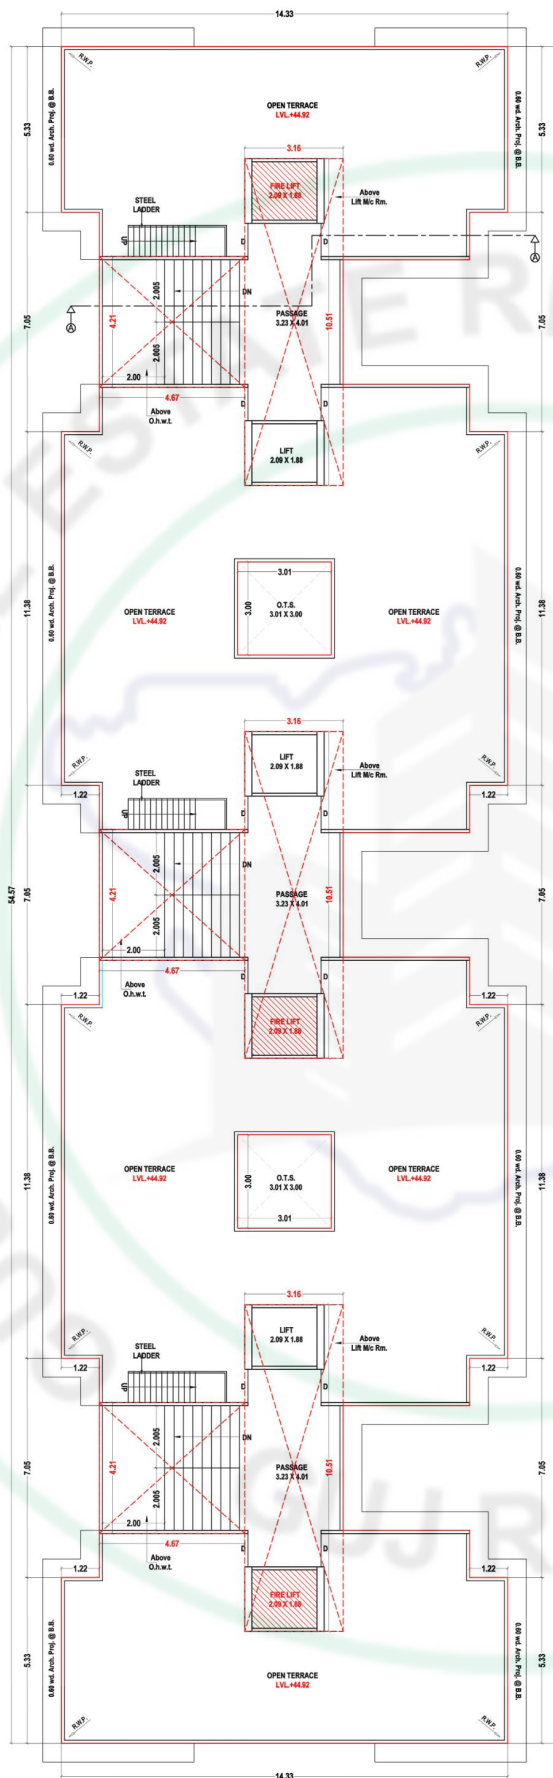 14.33
R.W.P.
R.W.P.
0.60 wd. Arch. Proj. @ B.B.
0.60 wd. Arch. Proj. @ B.B.
5.33
5.33
OPEN TERRACE
LVL.+44.92
3.16
FIRE LIFT
2.09 X 1.88
Above
Lift M/c Rm.
STEEL
LADDER
UP
D
D
A
A
2.005
DN
7.05
7.05
4.21
PASSAGE
3.23 X 4.01
10.51
2.005
2.00
4.67
Above
O.h.w.t.
D
D
R.W.P.
R.W.P.
LIFT
2.09 X 1.88
0.60 wd. Arch. Proj. @ B.B.
0.60 wd. Arch. Proj. @ B.B.
11.38
11.38
3.01
3.00
O.T.S.
3.01 X 3.00
OPEN TERRACE
LVL.+44.92
OPEN TERRACE
LVL.+44.92
3.16
LIFT
2.09 X 1.88
Above
Lift M/c Rm.
R.W.P.
R.W.P.
STEEL
LADDER
1.22
1.22
UP
D
D
54.57
2.005
DN
7.05
7.05
4.21
PASSAGE
3.23 X 4.01
10.51
2.005
2.00
4.67
Above
O.h.w.t.
D
D
1.22
1.22
R.W.P.
R.W.P.
FIRE LIFT
2.09 X 1.88
0.60 wd. Arch. Proj. @ B.B.
0.60 wd. Arch. Proj. @ B.B.
11.38
11.38
OPEN TERRACE
LVL.+44.92
3.00
O.T.S.
3.01 X 3.00
3.01
OPEN TERRACE
LVL.+44.92
3.16
LIFT
2.09 X 1.88
Above
Lift M/c Rm.
R.W.P.
R.W.P.
STEEL
LADDER
1.22
1.22
UP
D
D
2.005
DN
7.05
7.05
4.21
PASSAGE
3.23 X 4.01
10.51
2.005
2.00
4.67
Above
O.h.w.t.
D
D
1.22
1.22
FIRE LIFT
2.09 X 1.88
0.60 wd. Arch. Proj. @ B.B.
0.60 wd. Arch. Proj. @ B.B.
5.33
5.33
OPEN TERRACE
LVL.+44.92
R.W.P.
R.W.P.
14.33
ESTATE RE
GUJ R